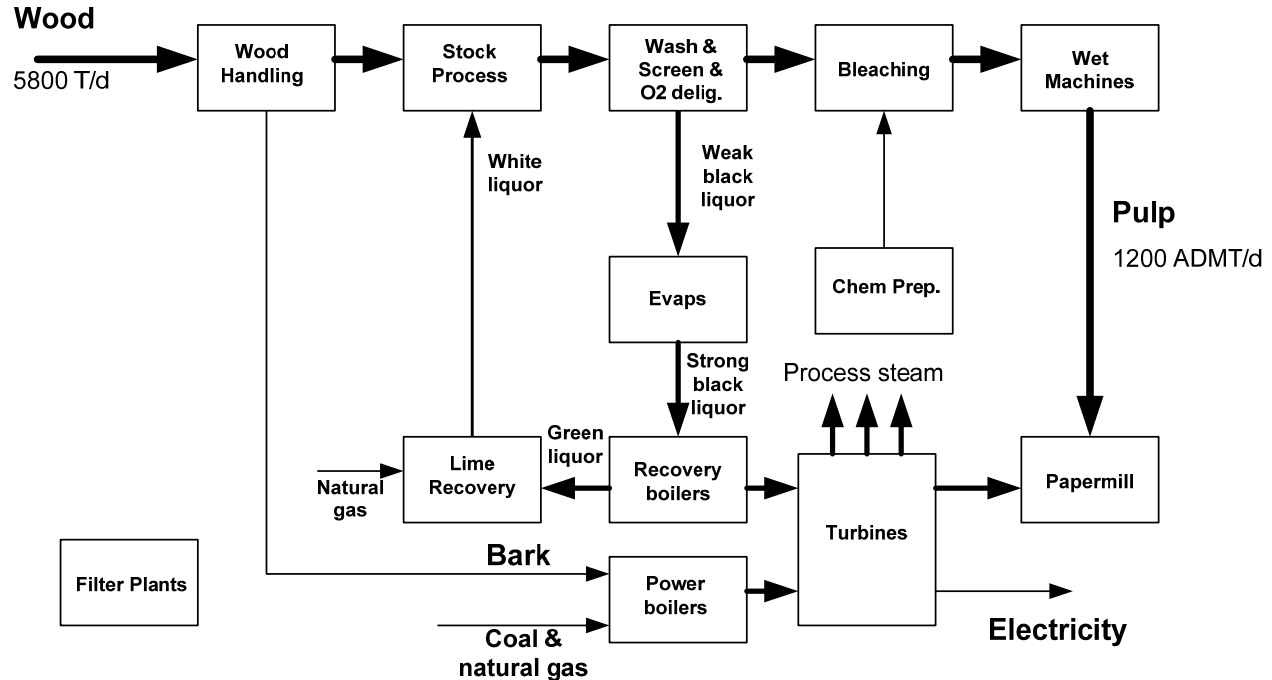 Wood
5800 T/d
Wood
Handling
Stock
Process
Wash &
Screen &
O2 delig.
Bleaching
Wet
Machines
White
liquor
Weak
black
liquor
Pulp
1200 ADMT/d
Evaps
Chem Prep.
Strong
black
liquor
Process steam
Green
liquor
Lime
Recovery
Natural
gas
Recovery
boilers
Turbines
Papermill
Filter Plants
Bark
Power
boilers
Coal &
natural gas
Electricity